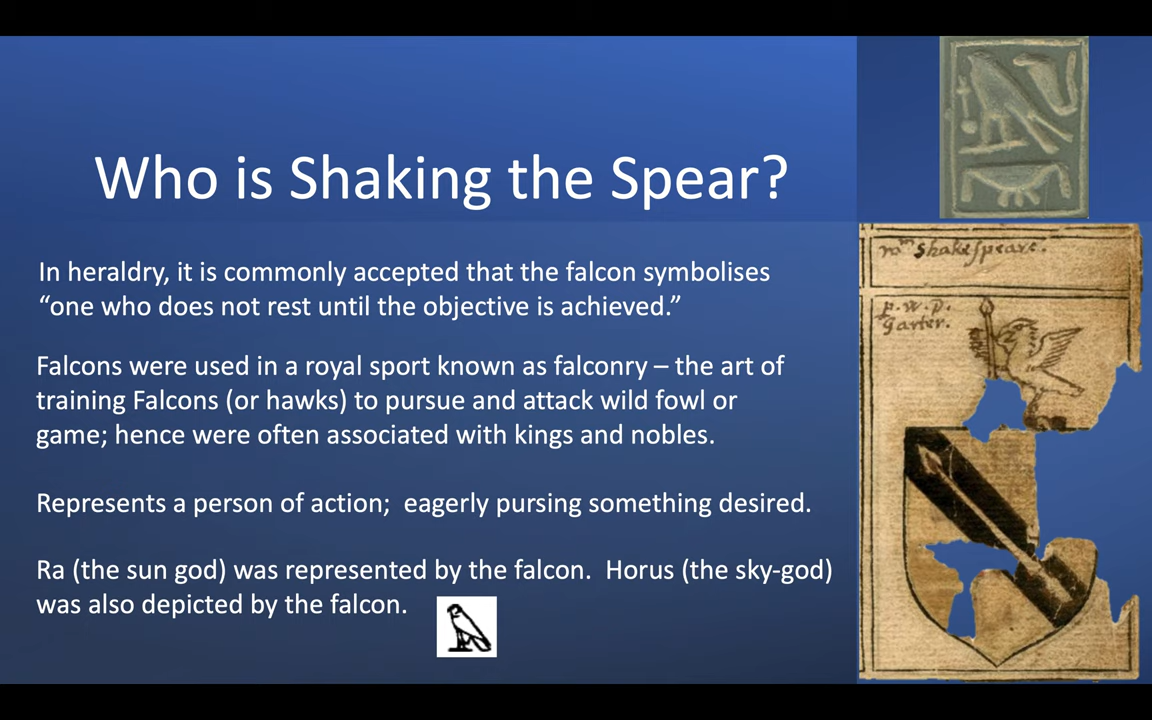 Who is Shaking the Spear?
In heraldry, it is commonly accepted that the falcon symbolises
“one who does not rest until the objective is achieved.”
Falcons were used in a royal sport known as falconry – the art of
training Falcons (or hawks) to pursue and attack wild fowl or
game; hence were often associated with kings and nobles.
Represents a person of action;  eagerly pursing something desired.
Ra (the sun god) was represented by the falcon.  Horus (the sky-god)
was also depicted by the falcon.
Shakespeare.
Garter.